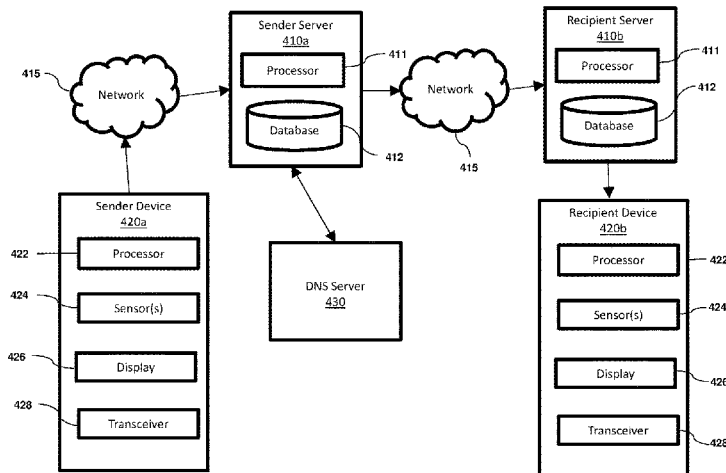 Sender Server
410a
Processor
411
Database
412
Recipient Server
410b
Processor
411
Database
412
415
Network
Network
415
Sender Device
420a
422
Processor
424
Sensor(s)
426
Display
428
Transceiver
DNS Server
430
Recipient Device
420b
Processor
422
Sensor(s)
424
Display
426
Transceiver
428